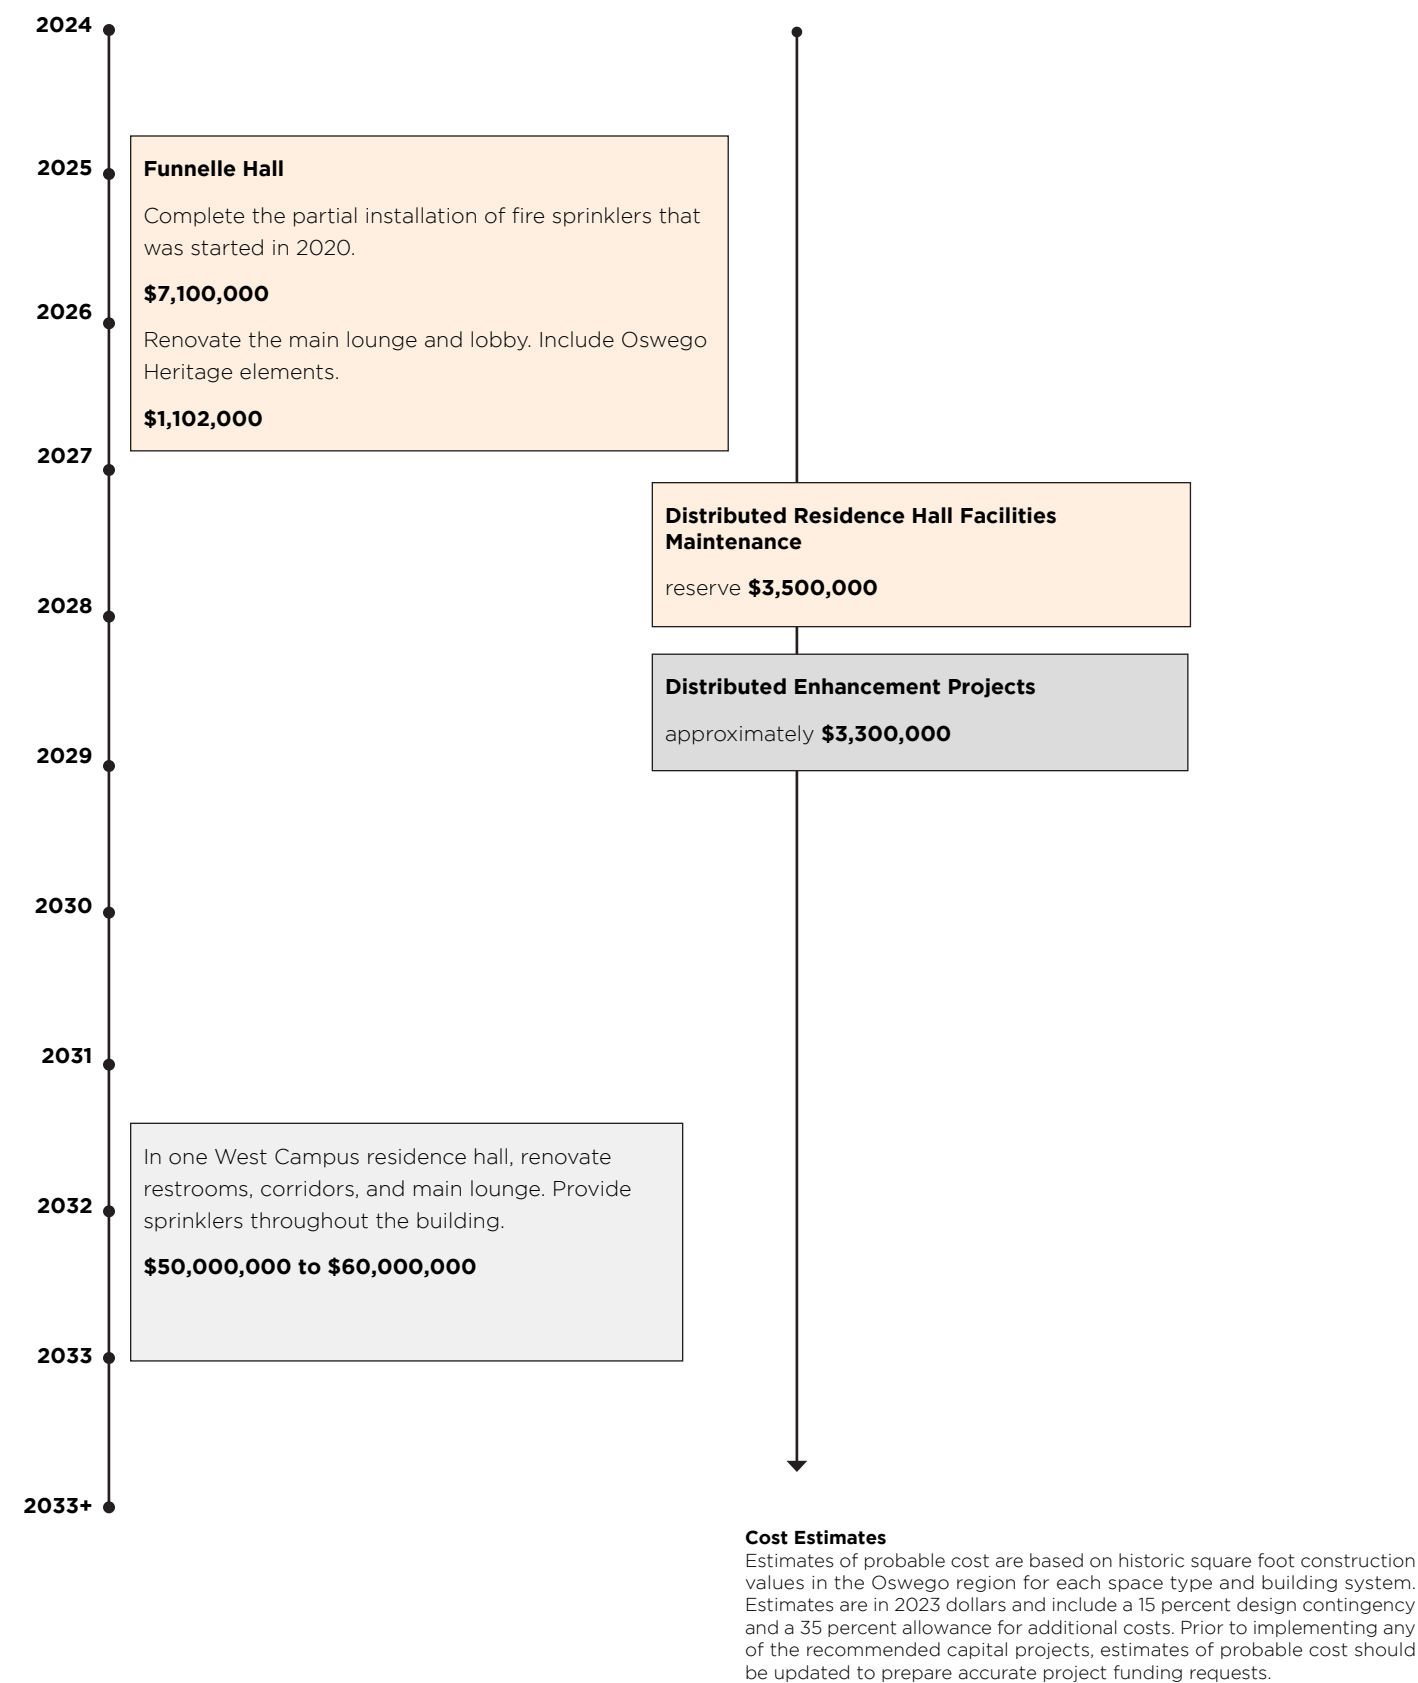 2024
2025
Funnelle Hall
Complete the partial installation of fire sprinklers that
was started in 2020.
$7,100,000
2026
Renovate the main lounge and lobby. Include Oswego
Heritage elements.
$1,102,000
2027
Distributed Residence Hall Facilities
Maintenance
reserve $3,500,000
2028
Distributed Enhancement Projects
approximately $3,300,000
2029
2030
2031
In one West Campus residence hall, renovate
restrooms, corridors, and main lounge. Provide
sprinklers throughout the building.
2032
$50,000,000 to $60,000,000
2033
2033+
Cost Estimates
Estimates of probable cost are based on historic square foot construction
values in the Oswego region for each space type and building system.
Estimates are in 2023 dollars and include a 15 percent design contingency
and a 35 percent allowance for additional costs. Prior to implementing any
of the recommended capital projects, estimates of probable cost should
be updated to prepare accurate project funding requests.